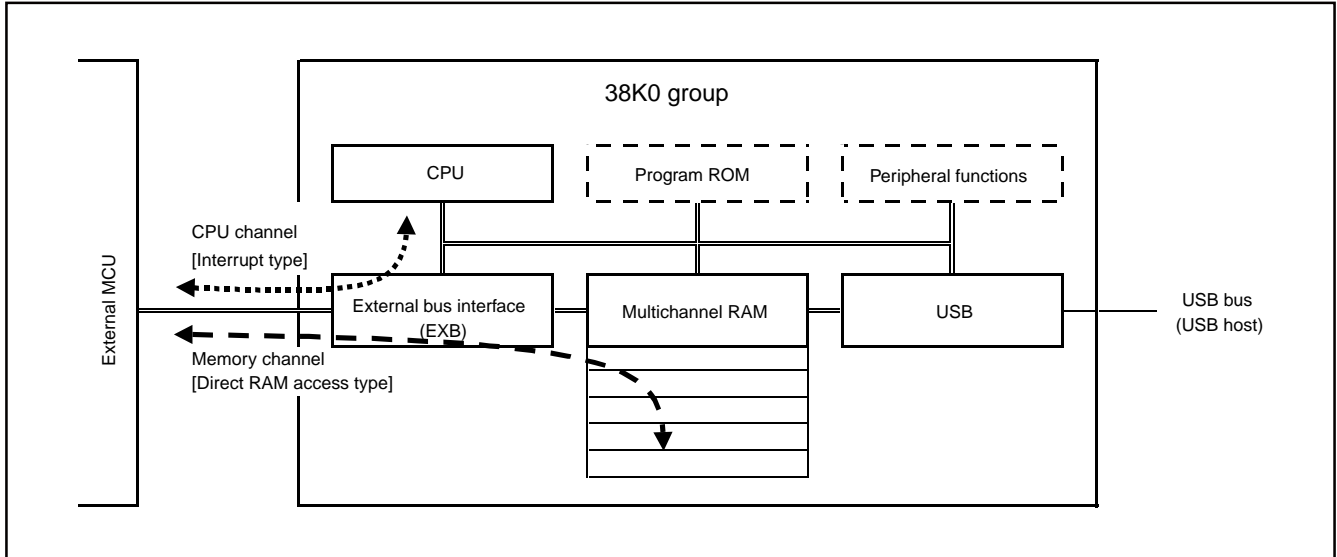 38K0 group
CPU
Program ROM
Peripheral functions
CPU channel
[Interrupt type]
External MCU
External bus interface
(EXB)
Multichannel RAM
USB
USB bus
(USB host)
Memory channel
[Direct RAM access type]